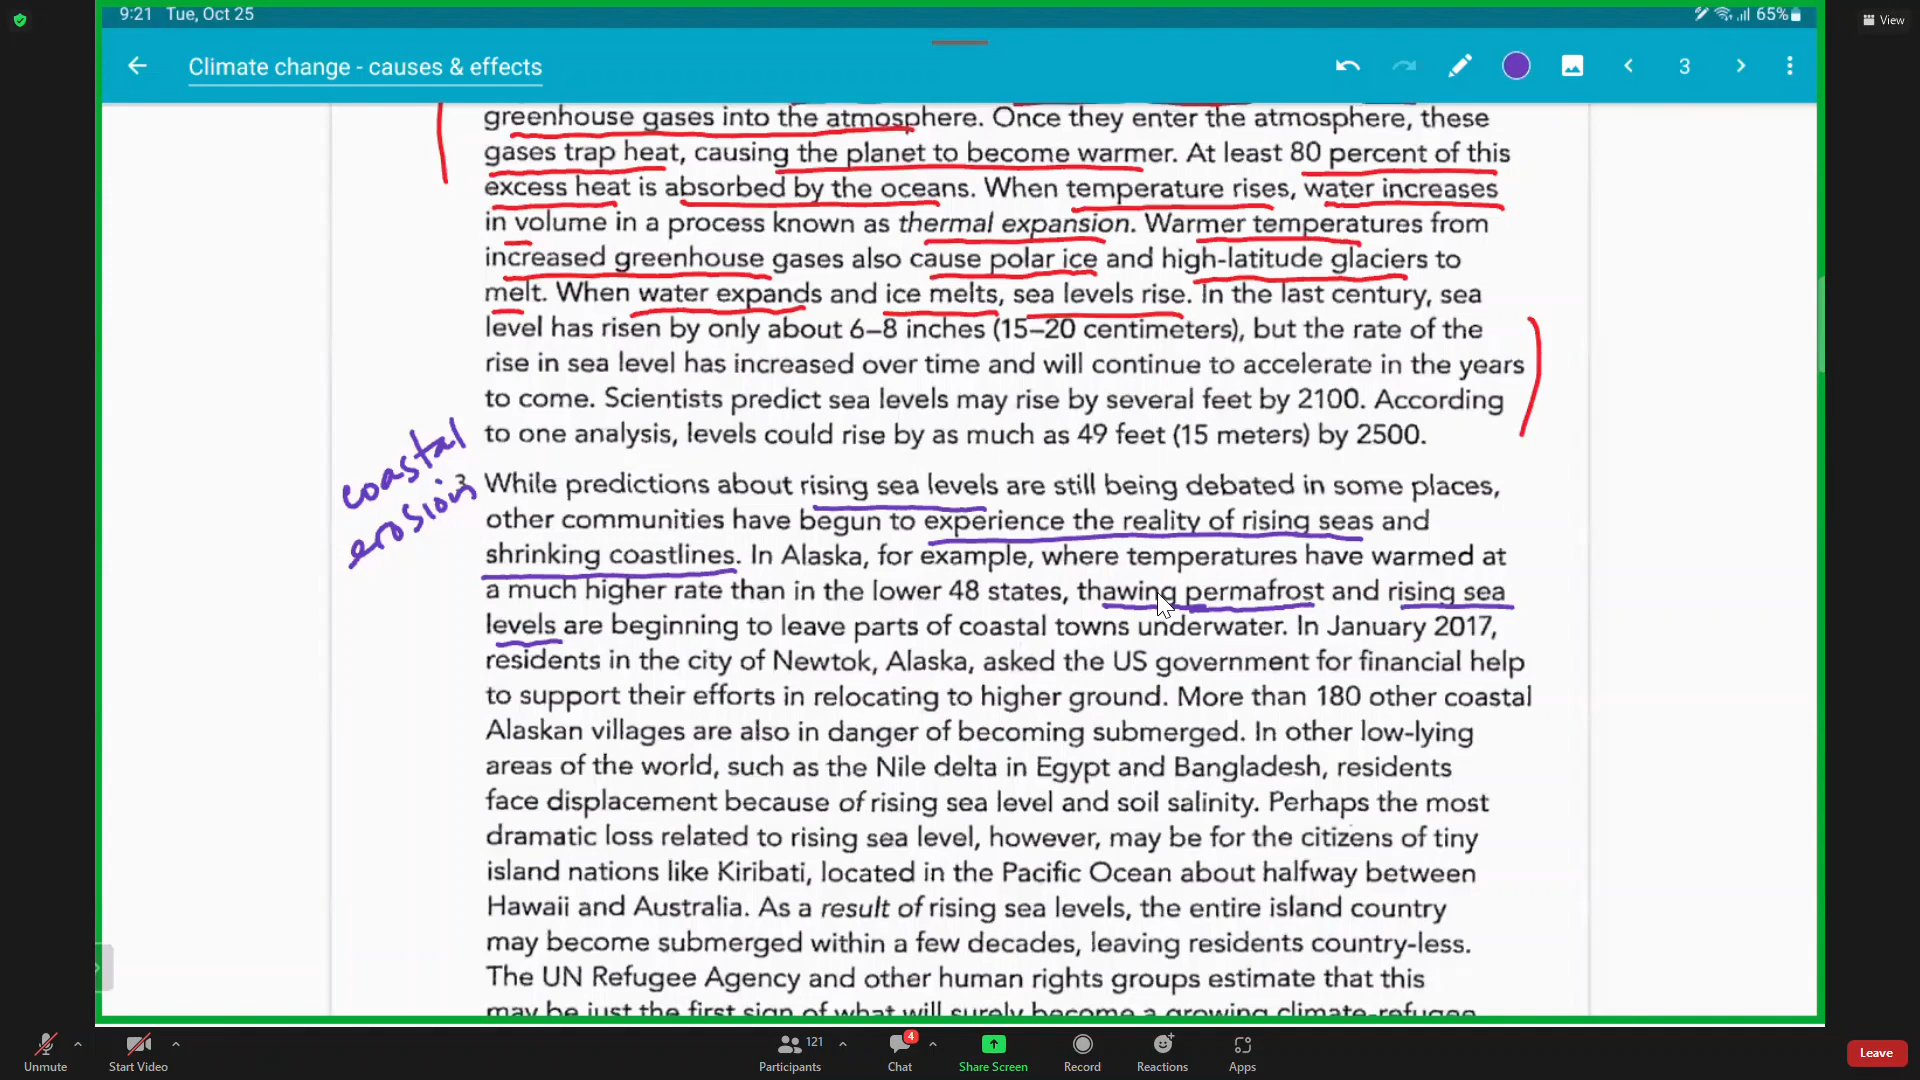 9:21 Tue, Oct 25
65%
View
Climate change - causes & effects
3
greenhouse gases into the atmosphere. Once they enter the atmosphere, these
gases trap heat, causing the planet to become warmer. At least 80 percent of this
excess heat is absorbed by the oceans. When temperature rises, water increases
in volume in a process known as thermal expansion. Warmer temperatures from
increased greenhouse gases also cause polar ice and high-latitude glaciers to
melt. When water expands and ice melts, sea levels rise. In the last century, sea
level has risen by only about 6–8 inches (15–20 centimeters), but the rate of the
rise in sea level has increased over time and will continue to accelerate in the years
to come. Scientists predict sea levels may rise by several feet by 2100. According
to one analysis, levels could rise by as much as 49 feet (15 meters) by 2500.
coastal
erosion
3 While predictions about rising sea levels are still being debated in some places,
other communities have begun to experience the reality of rising seas and
shrinking coastlines. In Alaska, for example, where temperatures have warmed at
a much higher rate than in the lower 48 states, thawing permafrost and rising sea
levels are beginning to leave parts of coastal towns underwater. In January 2017,
residents in the city of Newtok, Alaska, asked the US government for financial help
to support their efforts in relocating to higher ground. More than 180 other coastal
Alaskan villages are also in danger of becoming submerged. In other low-lying
areas of the world, such as the Nile delta in Egypt and Bangladesh, residents
face displacement because of rising sea level and soil salinity. Perhaps the most
dramatic loss related to rising sea level, however, may be for the citizens of tiny
island nations like Kiribati, located in the Pacific Ocean about halfway between
Hawaii and Australia. As a result of rising sea levels, the entire island country
may become submerged within a few decades, leaving residents country-less.
The UN Refugee Agency and other human rights groups estimate that this
may be just the first sign of what will surely become a growing climate-refugee
Unmute
Start Video
121
Participants
4
Chat
Share Screen
Record
Reactions
Apps
Leave